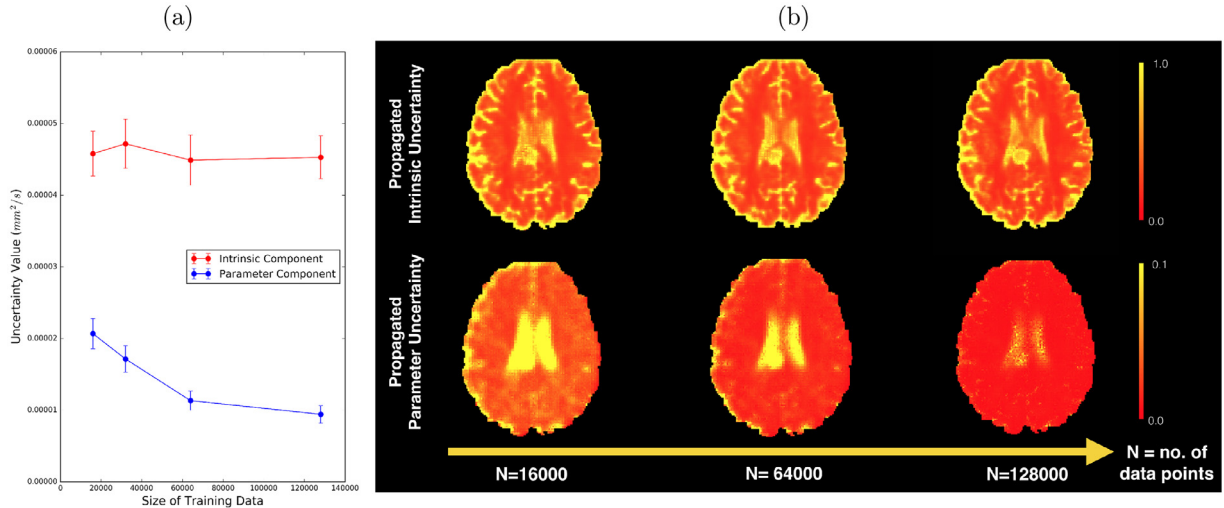 (a)
(b)
0.00006
0.00005
0.00004
0.00003
0.00002
0.00001
0.00000
0
20000
40000
60000
80000
100000
120000
140000
Uncertainty Value (mm²/s)
Size of Training Data
Intrinsic Component
Parameter Component
Propagated
Intrinsic Uncertainty
1.0
0.0
Propagated
Parameter Uncertainty
0.1
0.0
N=16000
N=64000
N=128000
N = no. of
data points